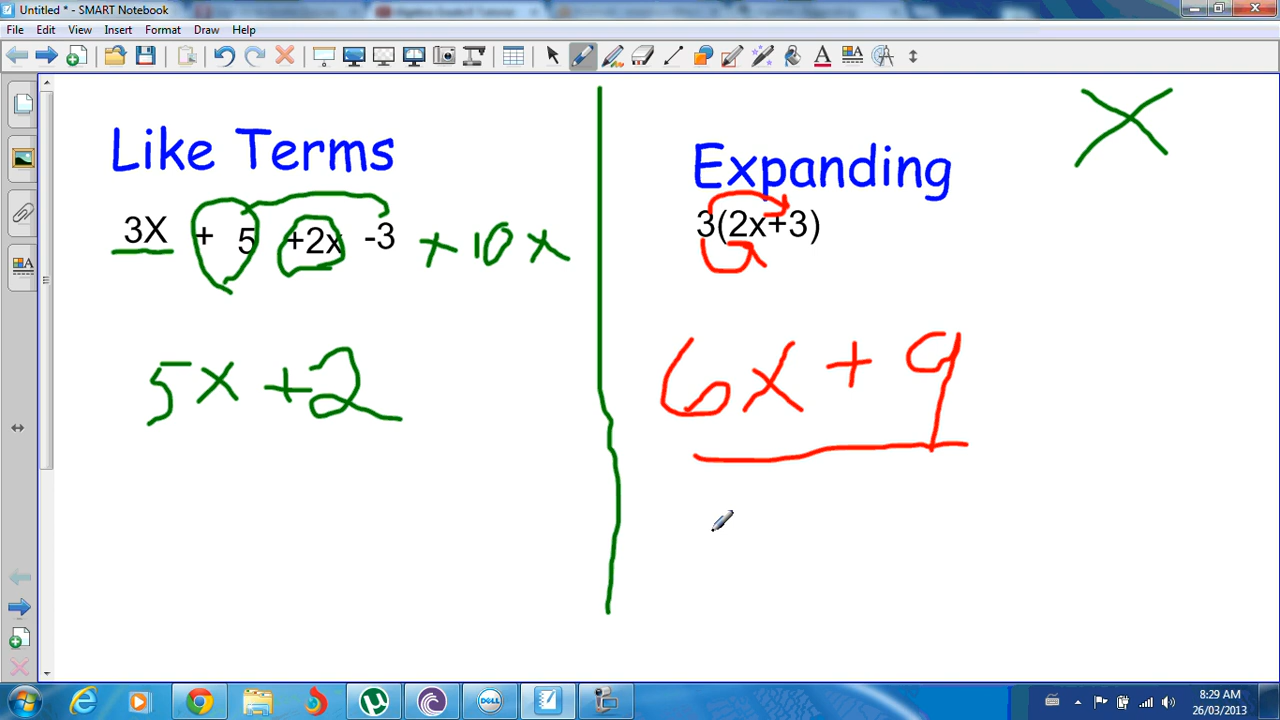 Untitled * - SMART Notebook
File Edit View Insert Format Draw Help
Like Terms
3X + 5 +2x -3 + 10x
5x +2
Expanding
3(2x+3)
6x + 9
X
8:29 AM
26/03/2013